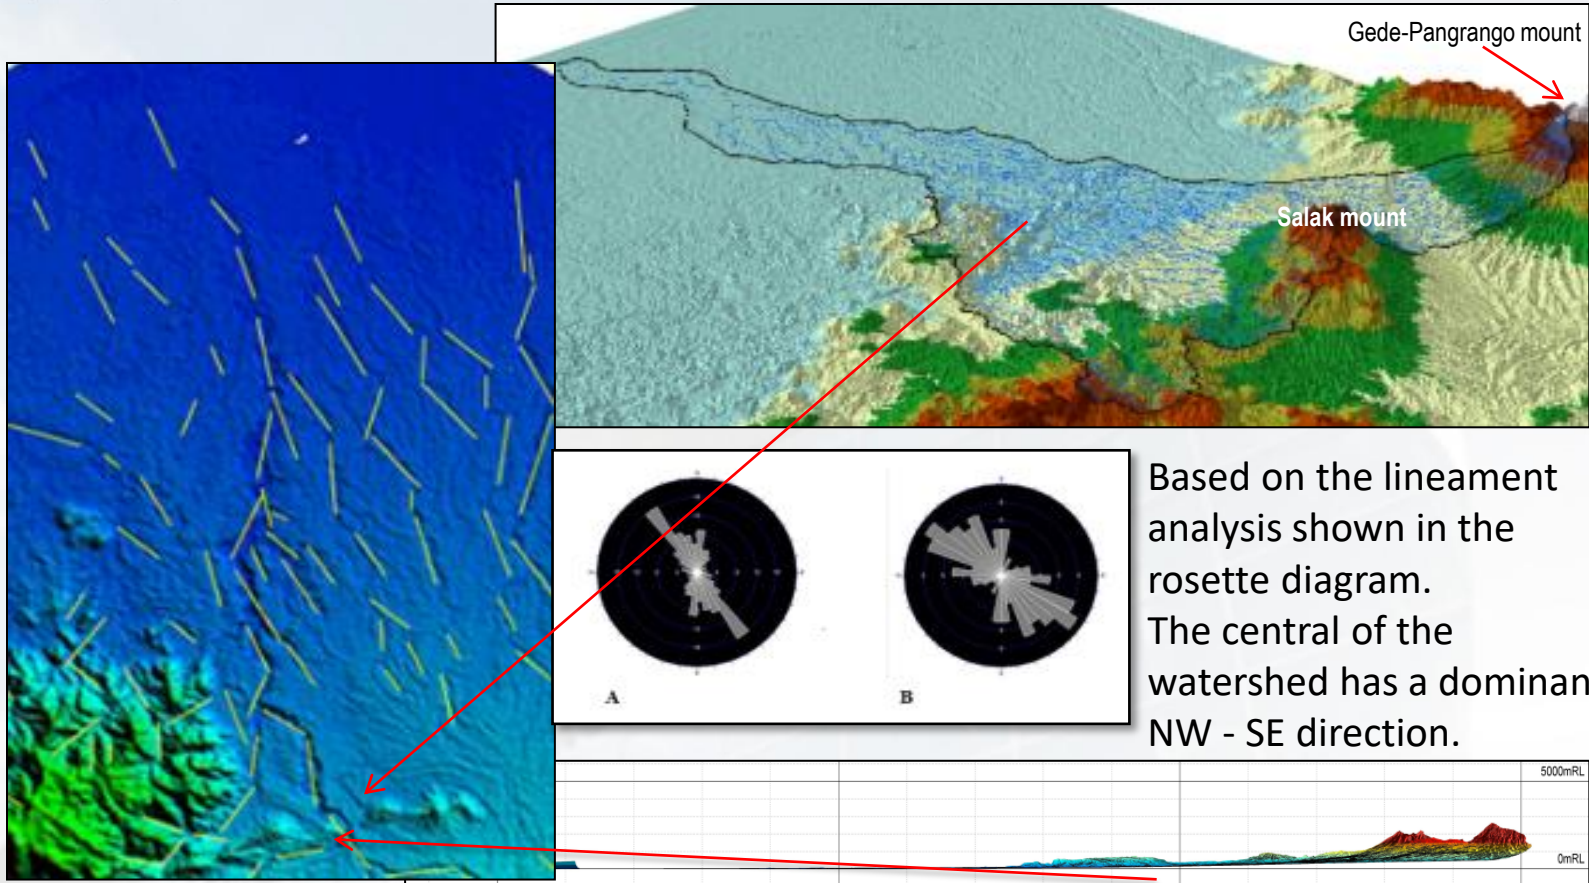 Gede-Pangrango mount
Salak mount
A
B
Based on the lineament
analysis shown in the
rosette diagram.
The central of the
watershed has a dominan
NW - SE direction.
5000mRL
0mRL